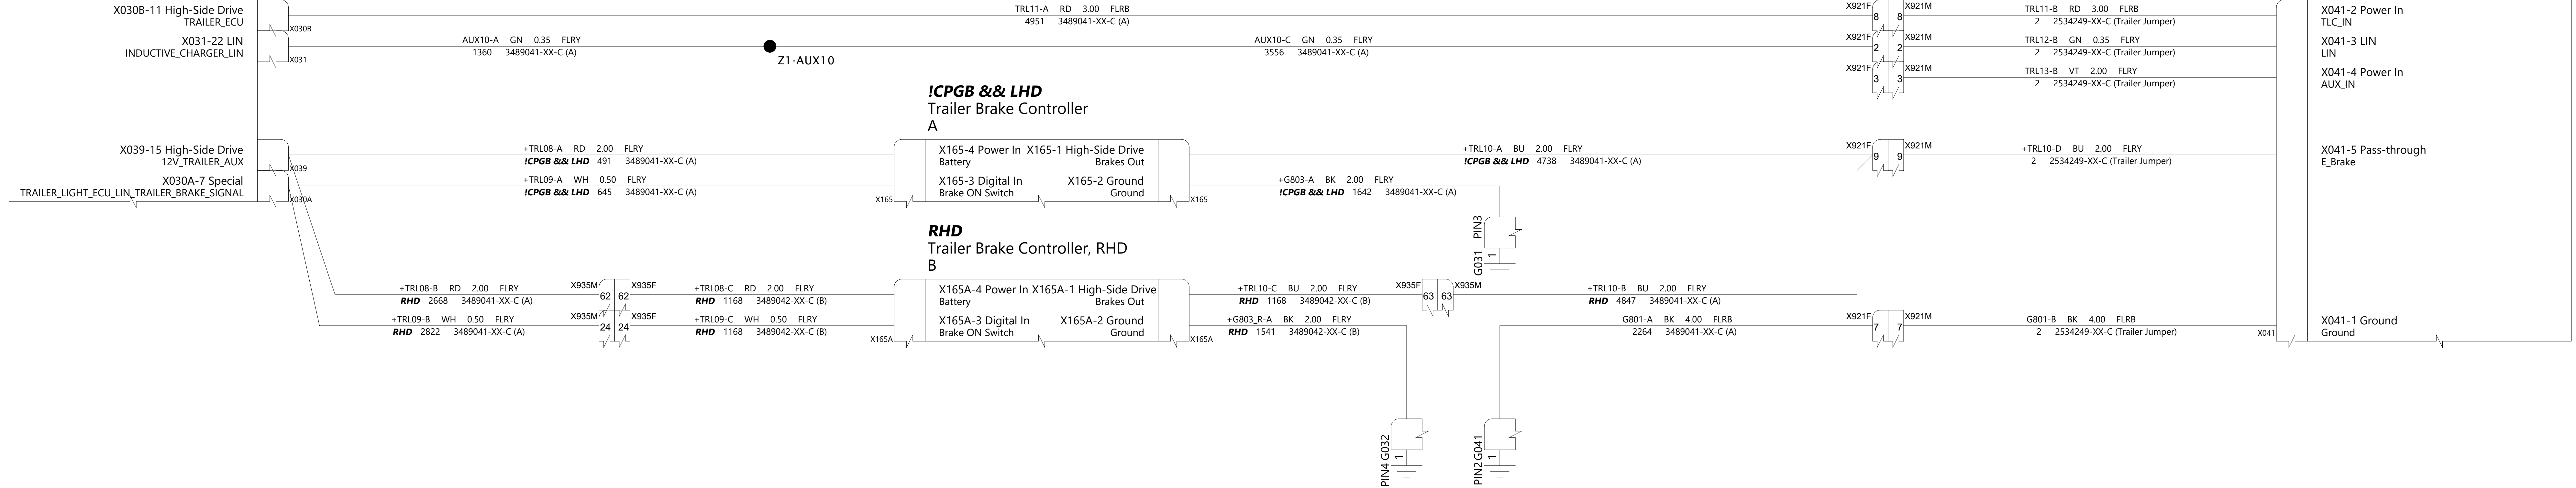 X030B-11 High-Side Drive
TRAILER_ECU
X030B
X031-22 LIN
INDUCTIVE_CHARGER_LIN
X031
TRL11-A RD 3.00 FLRB
4951 3489041-XX-C (A)
AUX10-A GN 0.35 FLRY
1360 3489041-XX-C (A)
Z1-AUX10
AUX10-C GN 0.35 FLRY
3556 3489041-XX-C (A)
X921F
8
8
X921M
TRL11-B RD 3.00 FLRB
2 2534249-XX-C (Trailer Jumper)
X921F
2
2
X921M
TRL12-B GN 0.35 FLRY
2 2534249-XX-C (Trailer Jumper)
X921F
3
3
X921M
TRL13-B VT 2.00 FLRY
2 2534249-XX-C (Trailer Jumper)
X041-2 Power In
TLC_IN
X041-3 LIN
LIN
X041-4 Power In
AUX_IN
!CPGB && LHD
Trailer Brake Controller
A
X039-15 High-Side Drive
12V_TRAILER_AUX
X039
X030A-7 Special
TRAILER_LIGHT_ECU_LIN_TRAILER_BRAKE_SIGNAL
X030A
+TRL08-A RD 2.00 FLRY
!CPGB && LHD 491 3489041-XX-C (A)
+TRL09-A WH 0.50 FLRY
!CPGB && LHD 645 3489041-XX-C (A)
X165-4 Power In
Battery
X165-1 High-Side Drive
Brakes Out
X165-3 Digital In
Brake ON Switch
X165-2 Ground
Ground
X165
X165
+TRL10-A BU 2.00 FLRY
!CPGB && LHD 4738 3489041-XX-C (A)
+G803-A BK 2.00 FLRY
!CPGB && LHD 1642 3489041-XX-C (A)
X921F
9
9
X921M
+TRL10-D BU 2.00 FLRY
2 2534249-XX-C (Trailer Jumper)
X041-5 Pass-through
E_Brake
PIN3
G031
1
RHD
Trailer Brake Controller, RHD
B
+TRL08-B RD 2.00 FLRY
RHD 2668 3489041-XX-C (A)
X935M
62
62
X935F
+TRL08-C RD 2.00 FLRY
RHD 1168 3489042-XX-C (B)
+TRL09-B WH 0.50 FLRY
RHD 2822 3489041-XX-C (A)
X935M
24
24
X935F
+TRL09-C WH 0.50 FLRY
RHD 1168 3489042-XX-C (B)
X165A-4 Power In
Battery
X165A-1 High-Side Drive
Brakes Out
X165A-3 Digital In
Brake ON Switch
X165A-2 Ground
Ground
X165A
X165A
+TRL10-C BU 2.00 FLRY
RHD 1168 3489042-XX-C (B)
X935F
63
63
X935M
+TRL10-B BU 2.00 FLRY
RHD 4847 3489041-XX-C (A)
+G803_R-A BK 2.00 FLRY
RHD 1541 3489042-XX-C (B)
G801-A BK 4.00 FLRB
2264 3489041-XX-C (A)
X921F
7
7
X921M
G801-B BK 4.00 FLRB
2 2534249-XX-C (Trailer Jumper)
X041
X041-1 Ground
Ground
PIN4 G032
1
PIN2 G041
1